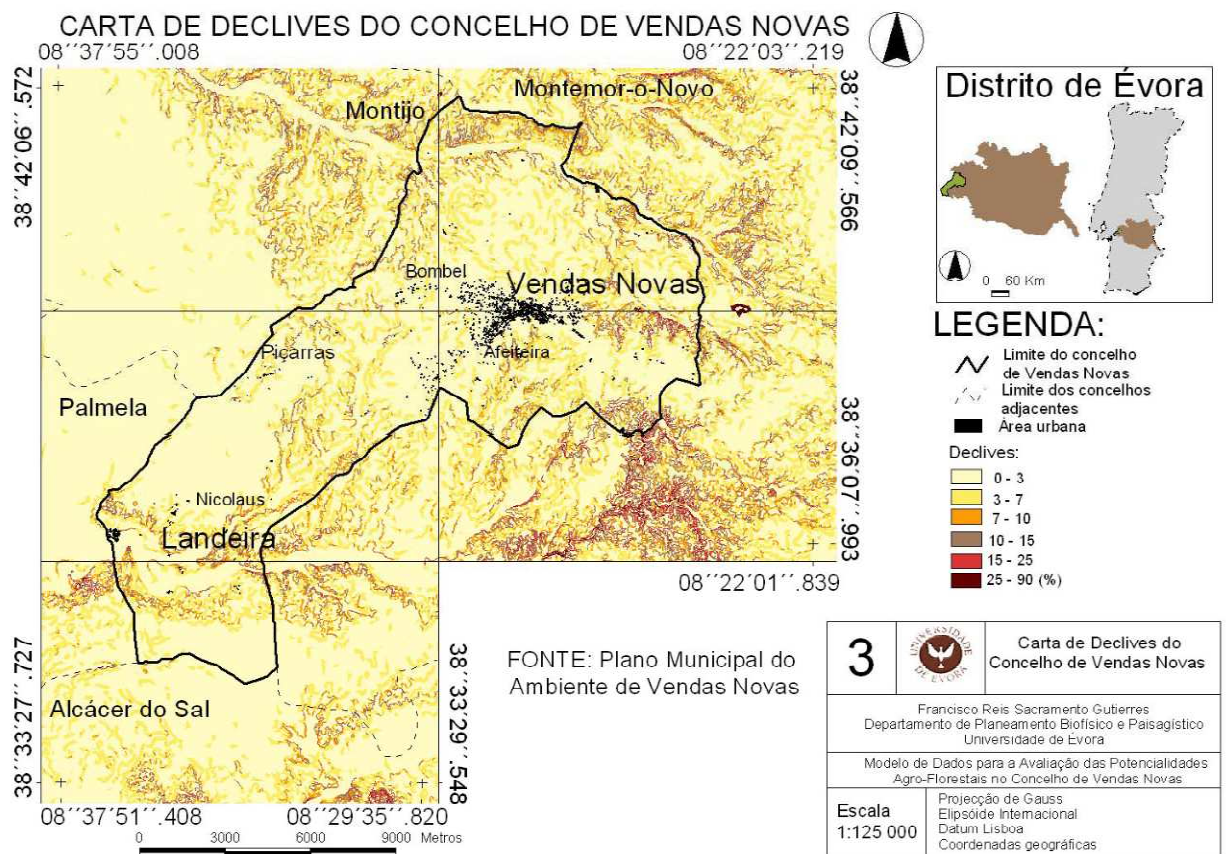 CARTA DE DECLIVES DO CONCELHO DE VENDAS NOVAS
08''37'55''.008
08''22'03''.219
38''42'06''.572
38''42'09''.566
Montijo
Montemor-o-Novo
Bombel
Vendas Novas
Piçarras
Afeiteira
Palmela
Nicolaus
Landeira
38''36'07''.993
08''22'01''.839
38''33'27''.727
38''33'29''.548
Alcácer do Sal
08''37'51''.408
08''29'35''.820
0 3000 6000 9000 Metros
FONTE: Plano Municipal do
Ambiente de Vendas Novas
Distrito de Évora
0 60 Km
LEGENDA:
Limite do concelho
de Vendas Novas
Limite dos concelhos
adjacentes
Área urbana
Declives:
0 - 3
3 - 7
7 - 10
10 - 15
15 - 25
25 - 90 (%)
3
UNIVERSIDADE
DE ÉVORA
Carta de Declives do
Concelho de Vendas Novas
Francisco Reis Sacramento Gutierres
Departamento de Planeamento Biofísico e Paisagístico
Universidade de Évora
Modelo de Dados para a Avaliação das Potencialidades
Agro-Florestais no Concelho de Vendas Novas
Escala
1:125 000
Projecção de Gauss
Elipsóide Internacional
Datum Lisboa
Coordenadas geográficas